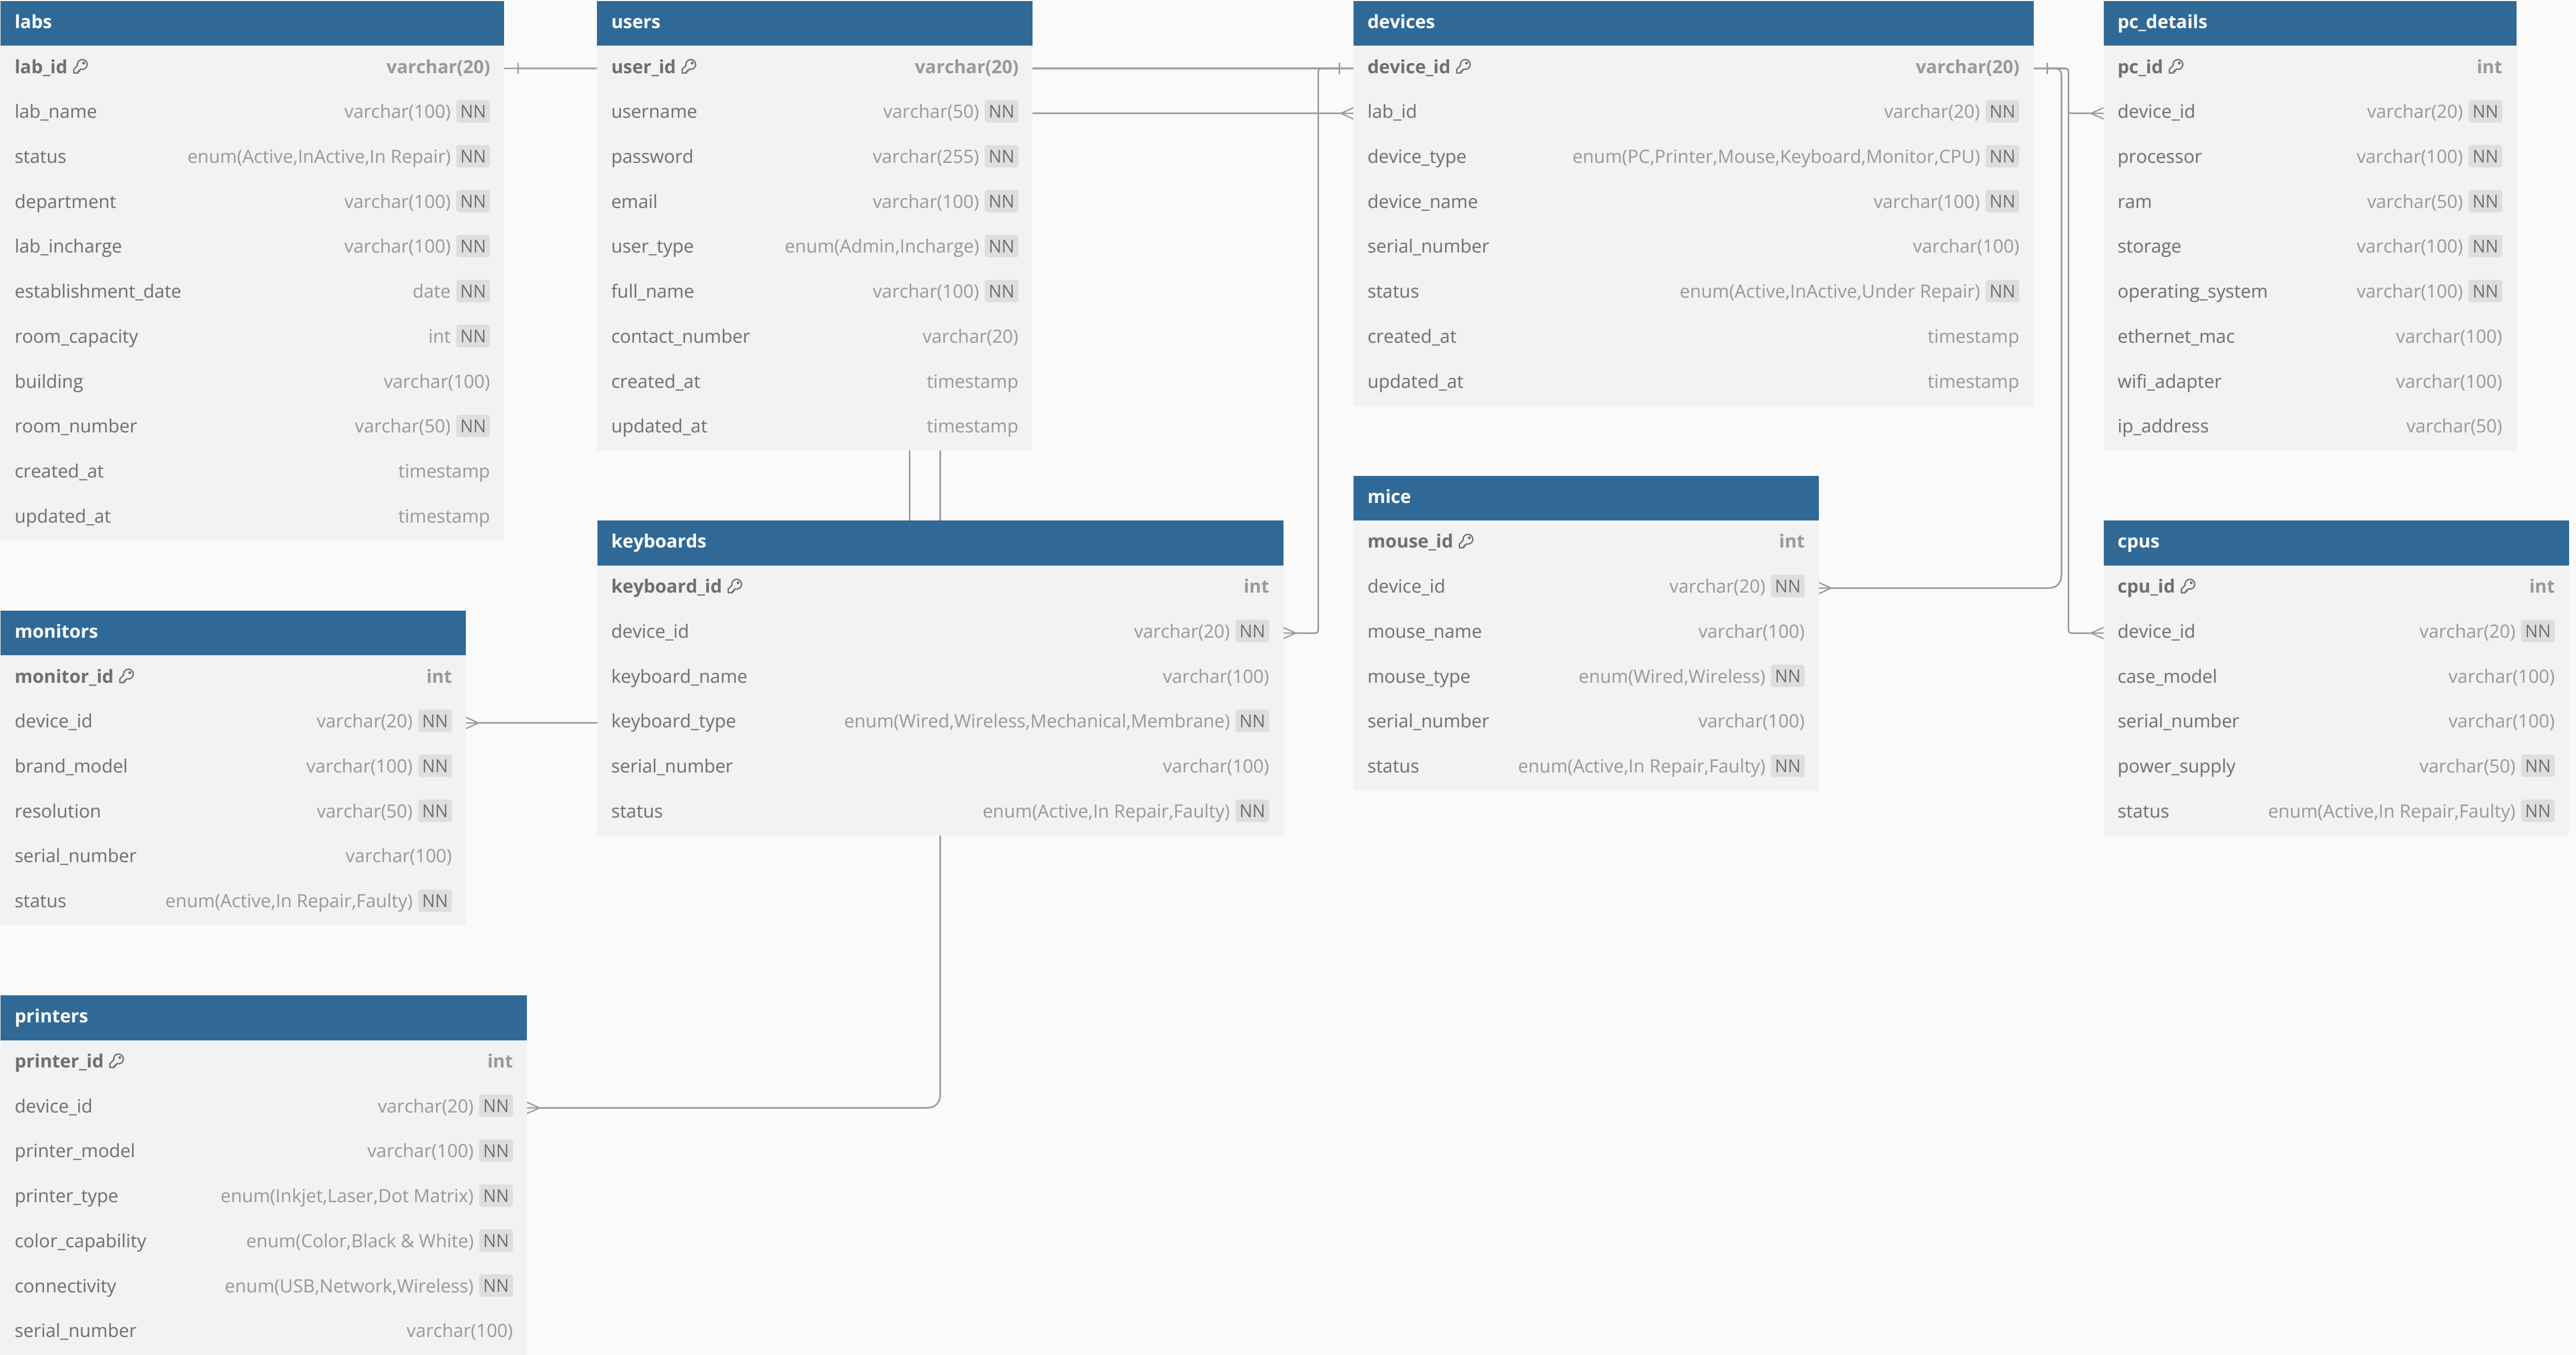 labs
lab_id varchar(20)
lab_name varchar(100) NN
status enum(Active,InActive,In Repair) NN
department varchar(100) NN
lab_incharge varchar(100) NN
establishment_date date NN
room_capacity int NN
building varchar(100)
room_number varchar(50) NN
created_at timestamp
updated_at timestamp
users
user_id varchar(20)
username varchar(50) NN
password varchar(255) NN
email varchar(100) NN
user_type enum(Admin,Incharge) NN
full_name varchar(100) NN
contact_number varchar(20)
created_at timestamp
updated_at timestamp
devices
device_id varchar(20)
lab_id varchar(20) NN
device_type enum(PC,Printer,Mouse,Keyboard,Monitor,CPU) NN
device_name varchar(100) NN
serial_number varchar(100)
status enum(Active,InActive,Under Repair) NN
created_at timestamp
updated_at timestamp
pc_details
pc_id int
device_id varchar(20) NN
processor varchar(100) NN
ram varchar(50) NN
storage varchar(100) NN
operating_system varchar(100) NN
ethernet_mac varchar(100)
wifi_adapter varchar(100)
ip_address varchar(50)
monitors
monitor_id int
device_id varchar(20) NN
brand_model varchar(100) NN
resolution varchar(50) NN
serial_number varchar(100)
status enum(Active,In Repair,Faulty) NN
keyboards
keyboard_id int
device_id varchar(20) NN
keyboard_name varchar(100)
keyboard_type enum(Wired,Wireless,Mechanical,Membrane) NN
serial_number varchar(100)
status enum(Active,In Repair,Faulty) NN
mice
mouse_id int
device_id varchar(20) NN
mouse_name varchar(100)
mouse_type enum(Wired,Wireless) NN
serial_number varchar(100)
status enum(Active,In Repair,Faulty) NN
cpus
cpu_id int
device_id varchar(20) NN
case_model varchar(100)
serial_number varchar(100)
power_supply varchar(50) NN
status enum(Active,In Repair,Faulty) NN
printers
printer_id int
device_id varchar(20) NN
printer_model varchar(100) NN
printer_type enum(Inkjet,Laser,Dot Matrix) NN
color_capability enum(Color,Black & White) NN
connectivity enum(USB,Network,Wireless) NN
serial_number varchar(100)